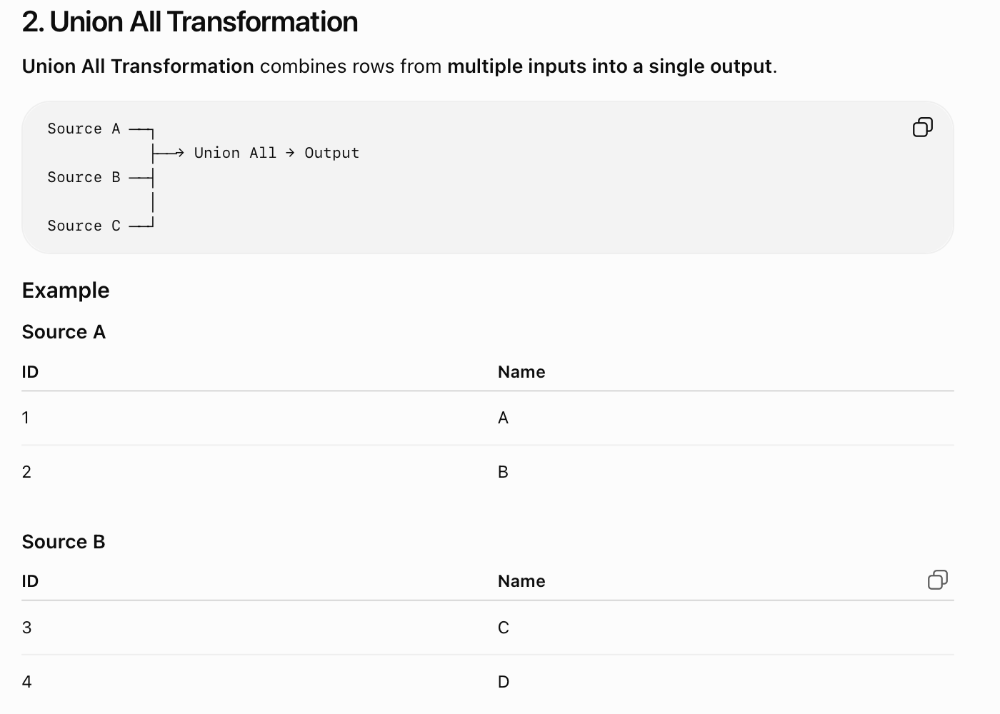 2. Union All Transformation
Union All Transformation combines rows from multiple inputs into a single output.
Source A ──┐
├──→ Union All → Output
Source B ──┤
│
Source C ──┘
Example
Source A
ID Name
1 A
2 B
Source B
ID Name
3 C
4 D